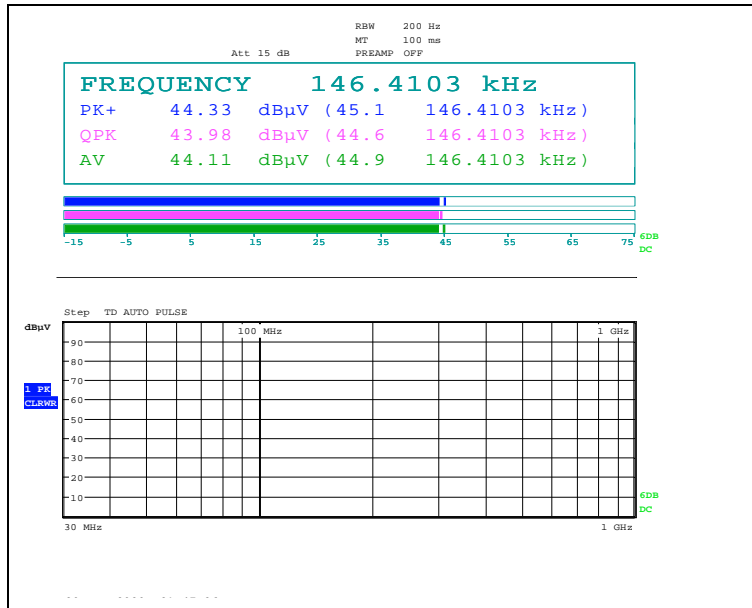 RBW 200 Hz
MT 100 ms
Att 15 dB PREAMP OFF
FREQUENCY 146.4103 kHz
PK+ 44.33 dBµV (45.1 146.4103 kHz)
QPK 43.98 dBµV (44.6 146.4103 kHz)
AV 44.11 dBµV (44.9 146.4103 kHz)
-15 -5 5 15 25 35 45 55 65 75
6DB
DC
Step TD AUTO PULSE
dBµV
100 MHz 1 GHz
90
80
70
1 PK
CLRWR
60
50
40
30
20
10
6DB
DC
30 MHz 1 GHz